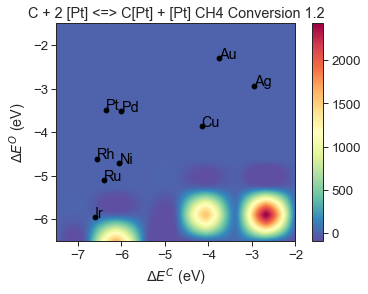 C + 2 [Pt] <=> C[Pt] + [Pt] CH4 Conversion 1.2
−2
−3
−4
−5
−6
ΔE^O (eV)
Au
Ag
Pt
Pd
Cu
Rh
Ni
Ru
Ir
−7
−6
−5
−4
−3
−2
ΔE^C (eV)
2000
1500
1000
500
0